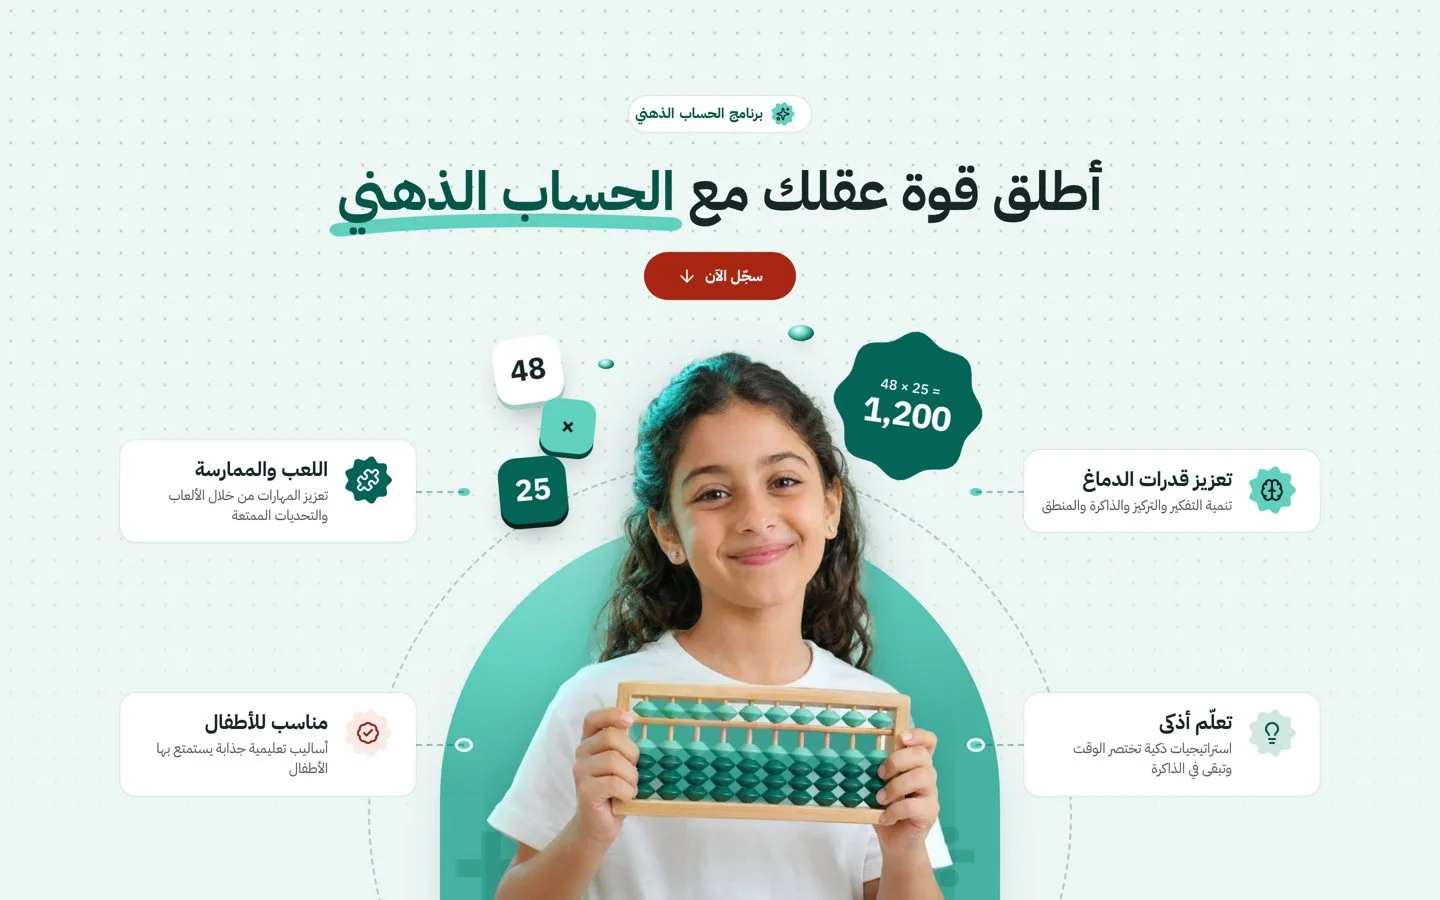 برنامج الحساب الذهني
أطلق قوة عقلك مع الحساب الذهني
سجّل الآن
48
×
25
48 × 25 =
1,200
تعزيز قدرات الدماغ
تنمية التفكير والتركيز والذاكرة والمنطق
اللعب والممارسة
تعزيز المهارات من خلال الألعاب
والتحديات الممتعة
تعلّم أذكى
استراتيجيات ذكية تختصر الوقت
وتبقى في الذاكرة
مناسب للأطفال
أساليب تعليمية جذابة يستمتع بها
الأطفال